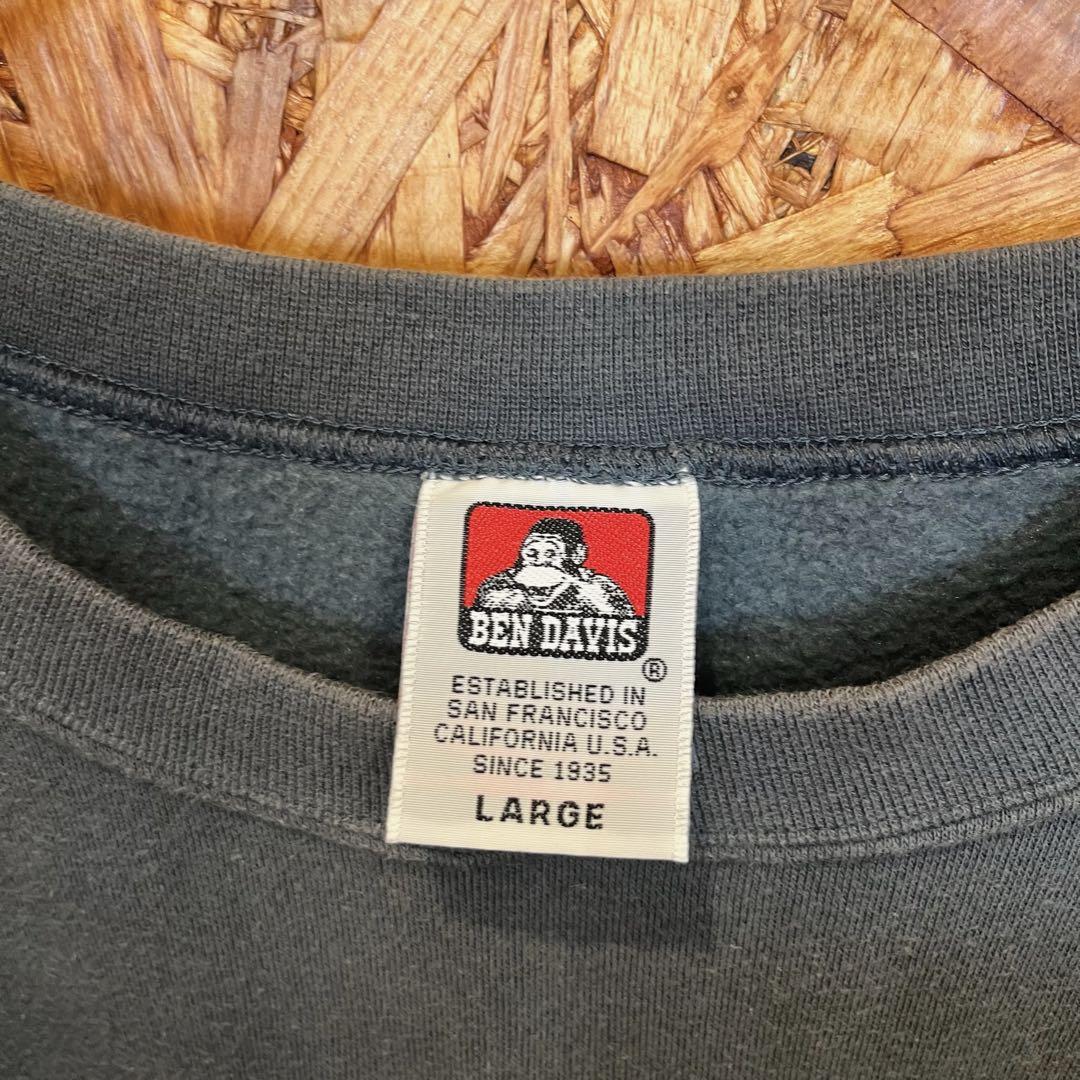 BEN DAVIS
®
ESTABLISHED IN
SAN FRANCISCO
CALIFORNIA U.S.A.
SINCE 1935
LARGE